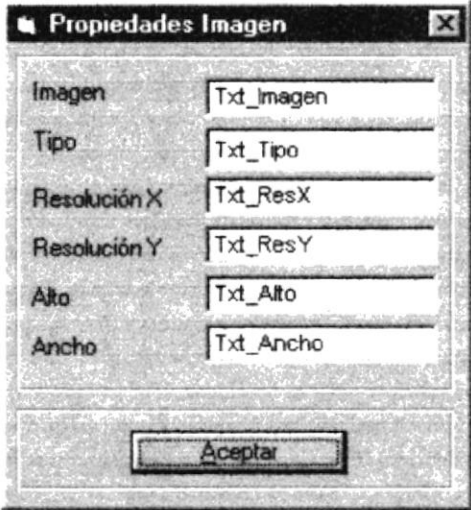 Propiedades Imagen
Imagen Txt_Imagen
Tipo Txt_Tipo
Resolución X Txt_ResX
Resolución Y Txt_ResY
Alto Txt_Alto
Ancho Txt_Ancho
Aceptar